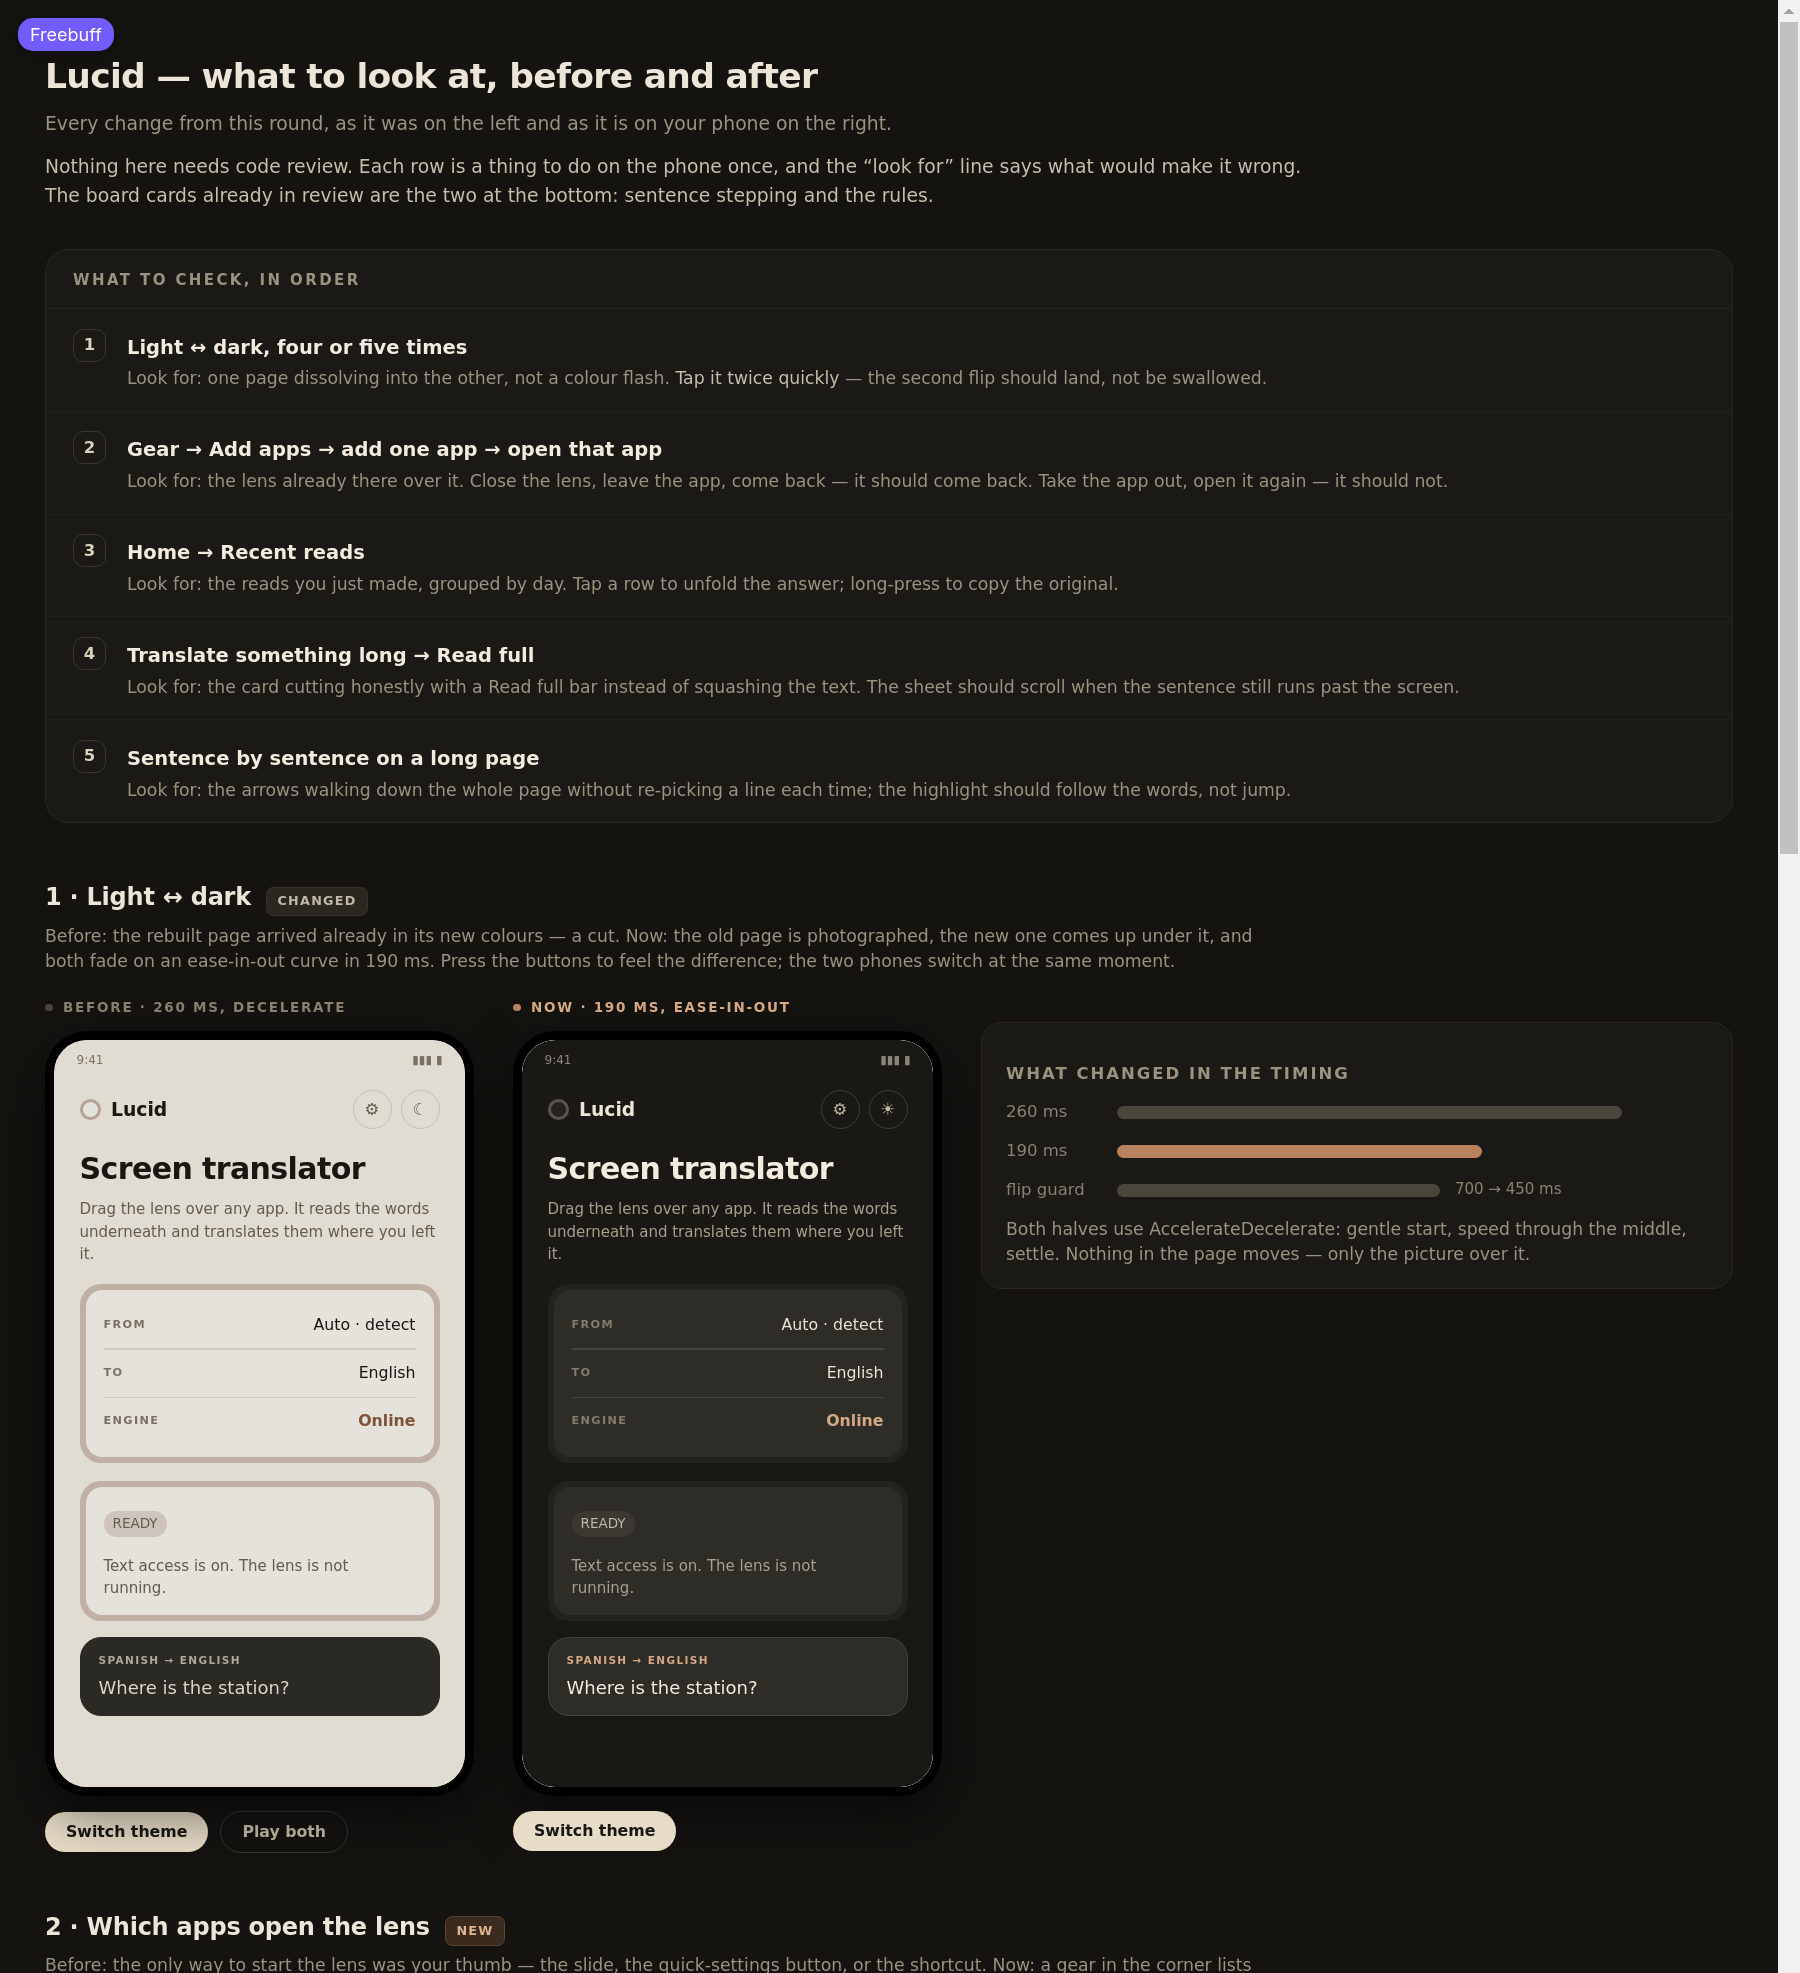 Freebuff
Lucid — what to look at, before and after
Every change from this round, as it was on the left and as it is on your phone on the right.
Nothing here needs code review. Each row is a thing to do on the phone once, and the “look for” line says what would make it wrong.
The board cards already in review are the two at the bottom: sentence stepping and the rules.
WHAT TO CHECK, IN ORDER
1
Light ↔ dark, four or five times
Look for: one page dissolving into the other, not a colour flash. Tap it twice quickly — the second flip should land, not be swallowed.
2
Gear → Add apps → add one app → open that app
Look for: the lens already there over it. Close the lens, leave the app, come back — it should come back. Take the app out, open it again — it should not.
3
Home → Recent reads
Look for: the reads you just made, grouped by day. Tap a row to unfold the answer; long-press to copy the original.
4
Translate something long → Read full
Look for: the card cutting honestly with a Read full bar instead of squashing the text. The sheet should scroll when the sentence still runs past the screen.
5
Sentence by sentence on a long page
Look for: the arrows walking down the whole page without re-picking a line each time; the highlight should follow the words, not jump.
1 · Light ↔ dark CHANGED
Before: the rebuilt page arrived already in its new colours — a cut. Now: the old page is photographed, the new one comes up under it, and
both fade on an ease-in-out curve in 190 ms. Press the buttons to feel the difference; the two phones switch at the same moment.
BEFORE · 260 MS, DECELERATE
9:41
Lucid
Screen translator
Drag the lens over any app. It reads the words
underneath and translates them where you left
it.
FROM Auto · detect
TO English
ENGINE Online
READY
Text access is on. The lens is not
running.
SPANISH → ENGLISH
Where is the station?
Switch theme Play both
NOW · 190 MS, EASE-IN-OUT
9:41
Lucid
Screen translator
Drag the lens over any app. It reads the words
underneath and translates them where you left
it.
FROM Auto · detect
TO English
ENGINE Online
READY
Text access is on. The lens is not
running.
SPANISH → ENGLISH
Where is the station?
Switch theme
WHAT CHANGED IN THE TIMING
260 ms
190 ms
flip guard 700 → 450 ms
Both halves use AccelerateDecelerate: gentle start, speed through the middle,
settle. Nothing in the page moves — only the picture over it.
2 · Which apps open the lens NEW
Before: the only way to start the lens was your thumb — the slide, the quick-settings button, or the shortcut. Now: a gear in the corner lists